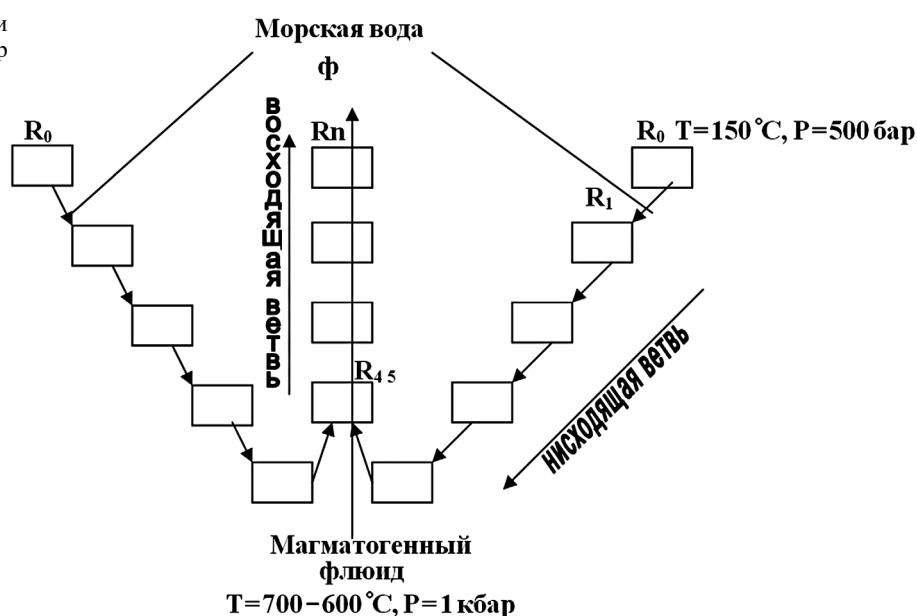 и
р
Морская вода
ф
R₀
восходящая ветвь
Rn
R₀ T=150°C, P=500 бар
R₁
R₄ ₅
нисходящая ветвь
Магматогенный
флюид
T=700−600°C, P=1 кбар